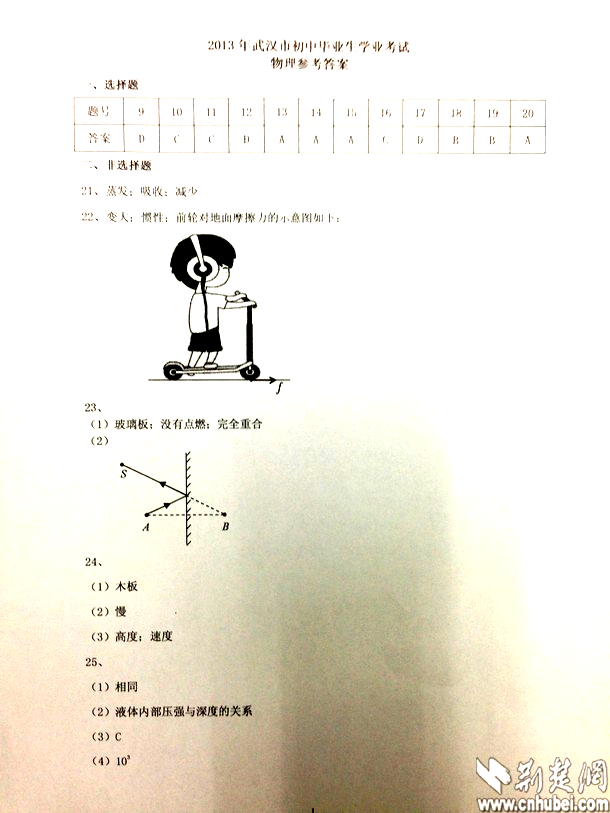 2013年武汉市初中毕业生学业考试
物理参考答案
一、选择题
题号 9 10 11 12 13 14 15 16 17 18 19 20
答案 D C C D A A A C D B B A
二、非选择题
21、蒸发；吸收；减少
22、变大；惯性；前轮对地面摩擦力的示意图如下：
f
23、
（1）玻璃板；没有点燃；完全重合
（2）
S
A B
24、
（1）木板
（2）慢
（3）高度；速度
25、
（1）相同
（2）液体内部压强与深度的关系
（3）C
（4）10³
荆楚网
www.cnhubei.com